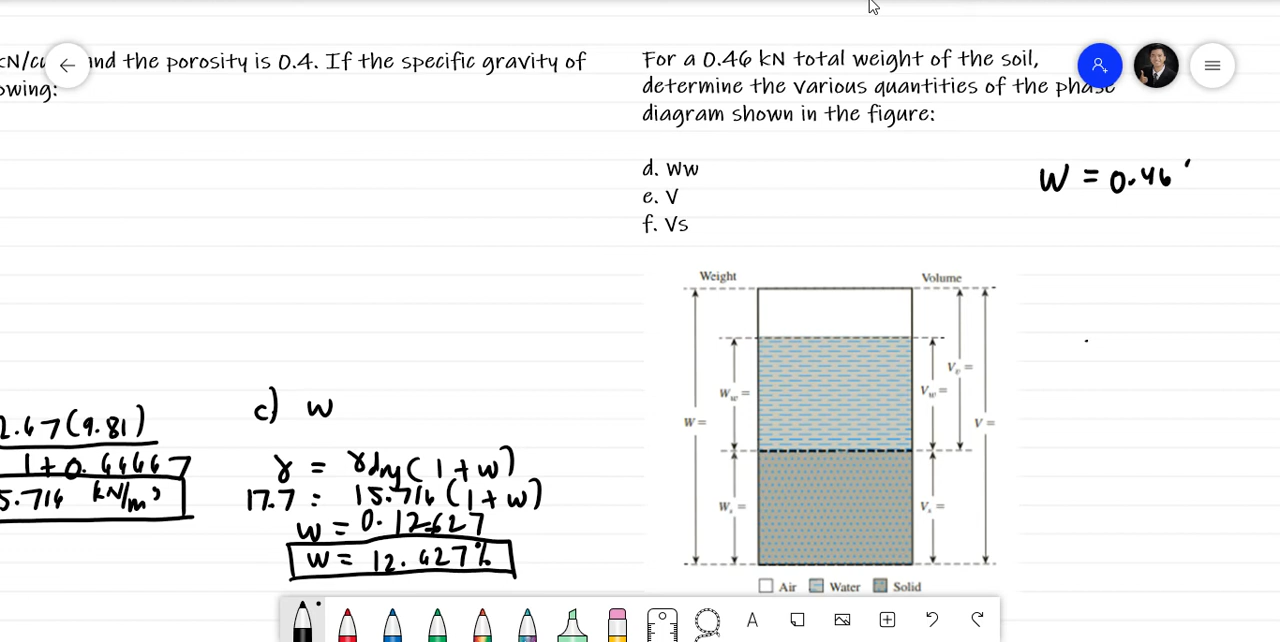 and the porosity is 0.4. If the specific gravity of
owing:
2.67(9.81)
1+0.66667
5.716 kN/m³
c) w
γ = γdry(1+w)
17.7 = 15.716(1+w)
w = 0.12627
w = 12.627%
For a 0.46 kN total weight of the soil,
determine the various quantities of the phase
diagram shown in the figure:
d. Ww
e. V
f. Vs
W = 0.46
Weight
Volume
Vv =
Ww =
Vw =
W =
V =
Ws =
Vs =
Air
Water
Solid
A